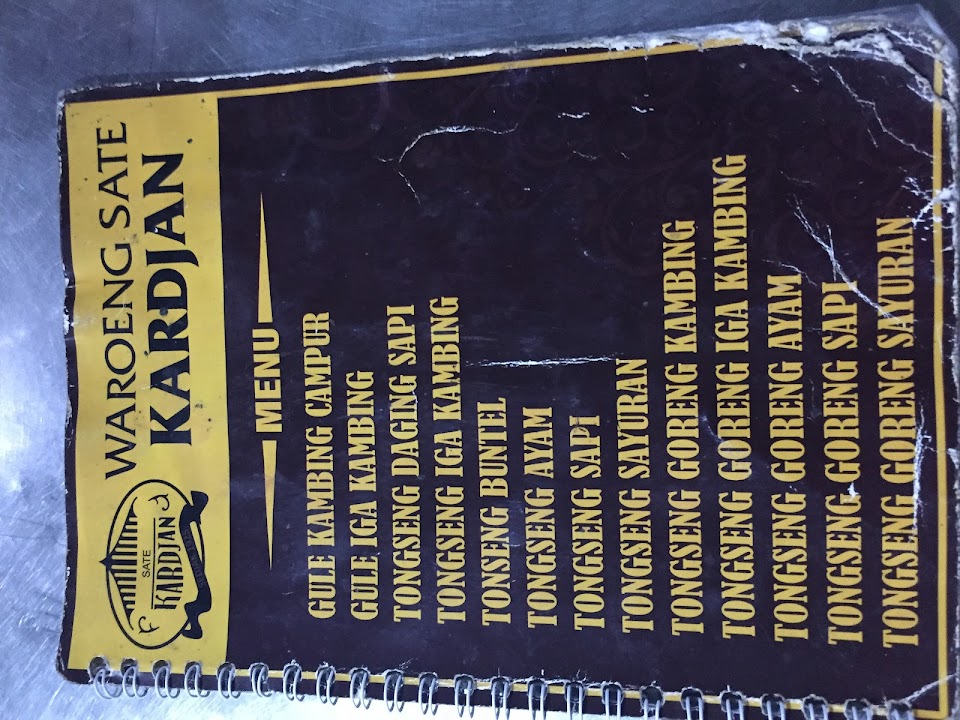 WAROENG SATE
KARDJAN
SATE
KARDJAN
MENU
GULE KAMBING CAMPUR
GULE IGA KAMBING
TONGSENG DAGING SAPI
TONGSENG IGA KAMBING
TONSENG BUNTEL
TONGSENG AYAM
TONGSENG SAPI
TONGSENG SAYURAN
TONGSENG GORENG KAMBING
TONGSENG GORENG IGA KAMBING
TONGSENG GORENG AYAM
TONGSENG GORENG SAPI
TONGSENG GORENG SAYURAN